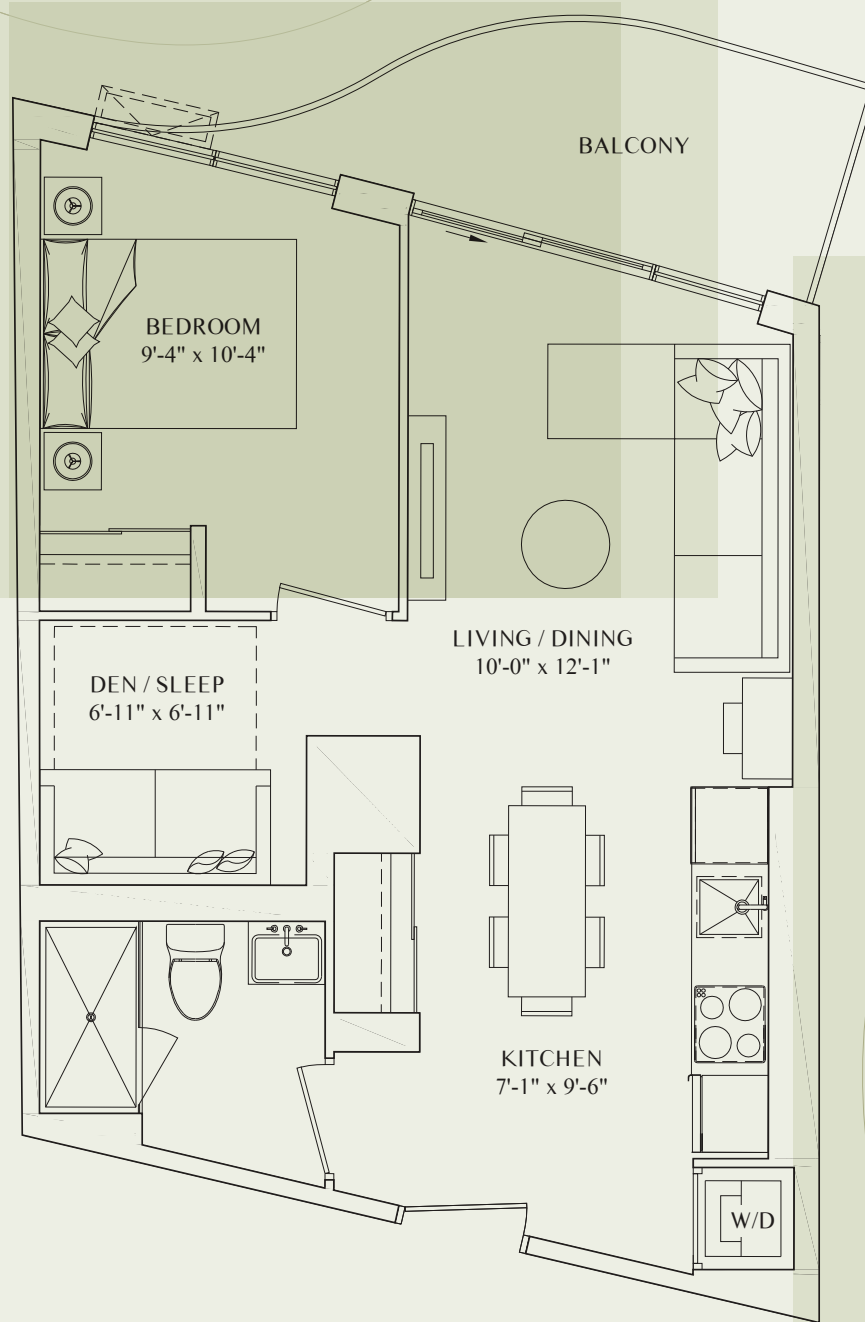 BALCONY
BEDROOM
9'-4" x 10'-4"
LIVING / DINING
10'-0" x 12'-1"
DEN / SLEEP
6'-11" x 6'-11"
KITCHEN
7'-1" x 9'-6"
W/D